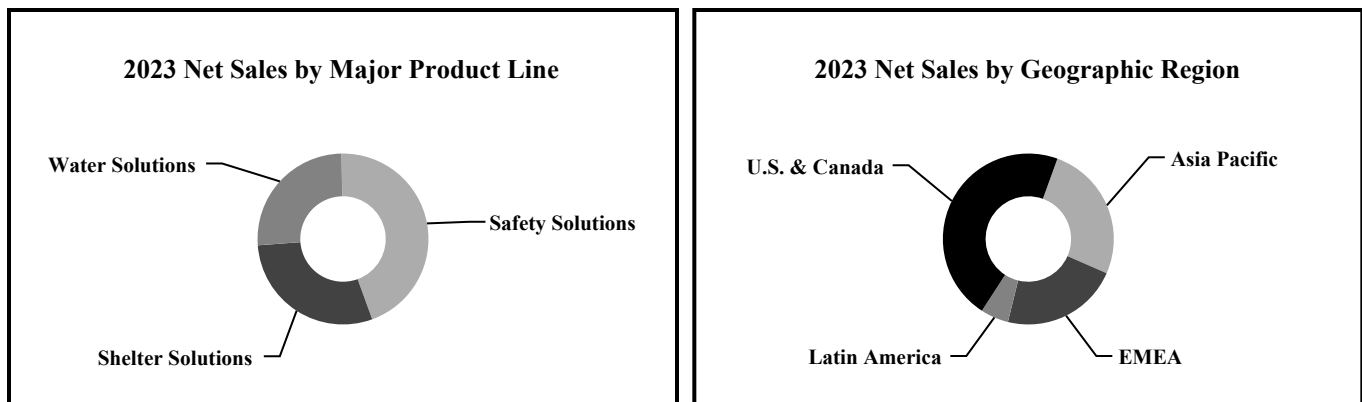 2023 Net Sales by Major Product Line
Water Solutions
Safety Solutions
Shelter Solutions
2023 Net Sales by Geographic Region
U.S. & Canada
Asia Pacific
Latin America
EMEA